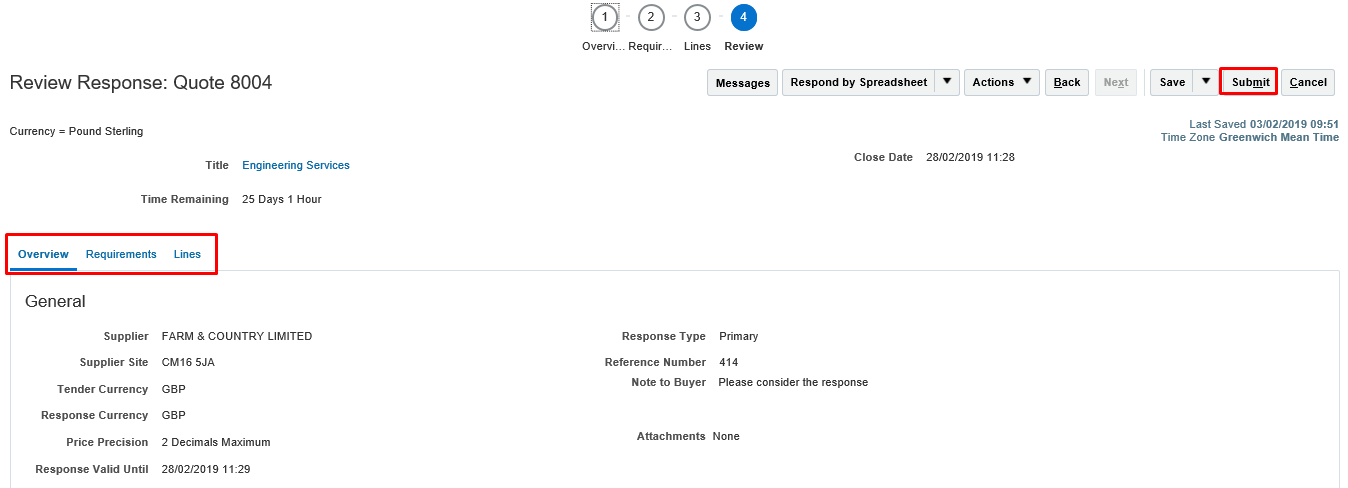 1 2 3 4
Overvi... Requir... Lines Review
Review Response: Quote 8004
Messages Respond by Spreadsheet Actions Back Next Save Submit Cancel
Currency = Pound Sterling
Last Saved 03/02/2019 09:51
Time Zone Greenwich Mean Time
Title Engineering Services
Close Date 28/02/2019 11:28
Time Remaining 25 Days 1 Hour
Overview Requirements Lines
General
Supplier FARM & COUNTRY LIMITED
Supplier Site CM16 5JA
Tender Currency GBP
Response Currency GBP
Price Precision 2 Decimals Maximum
Response Valid Until 28/02/2019 11:29
Response Type Primary
Reference Number 414
Note to Buyer Please consider the response
Attachments None